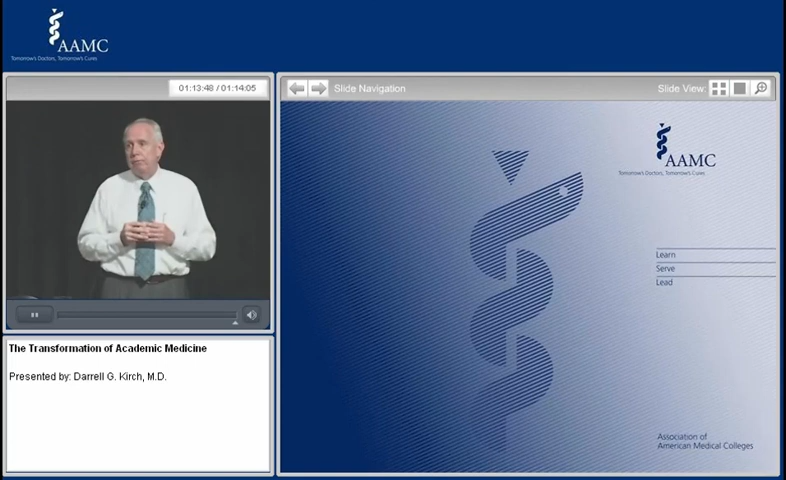 AAMC
Tomorrow's Doctors, Tomorrow's Cures
01:13:48 / 01:14:05
Slide Navigation
Slide View:
AAMC
Tomorrow's Doctors, Tomorrow's Cures
Learn
Serve
Lead
The Transformation of Academic Medicine
Presented by: Darrell G. Kirch, M.D.
Association of
American Medical Colleges